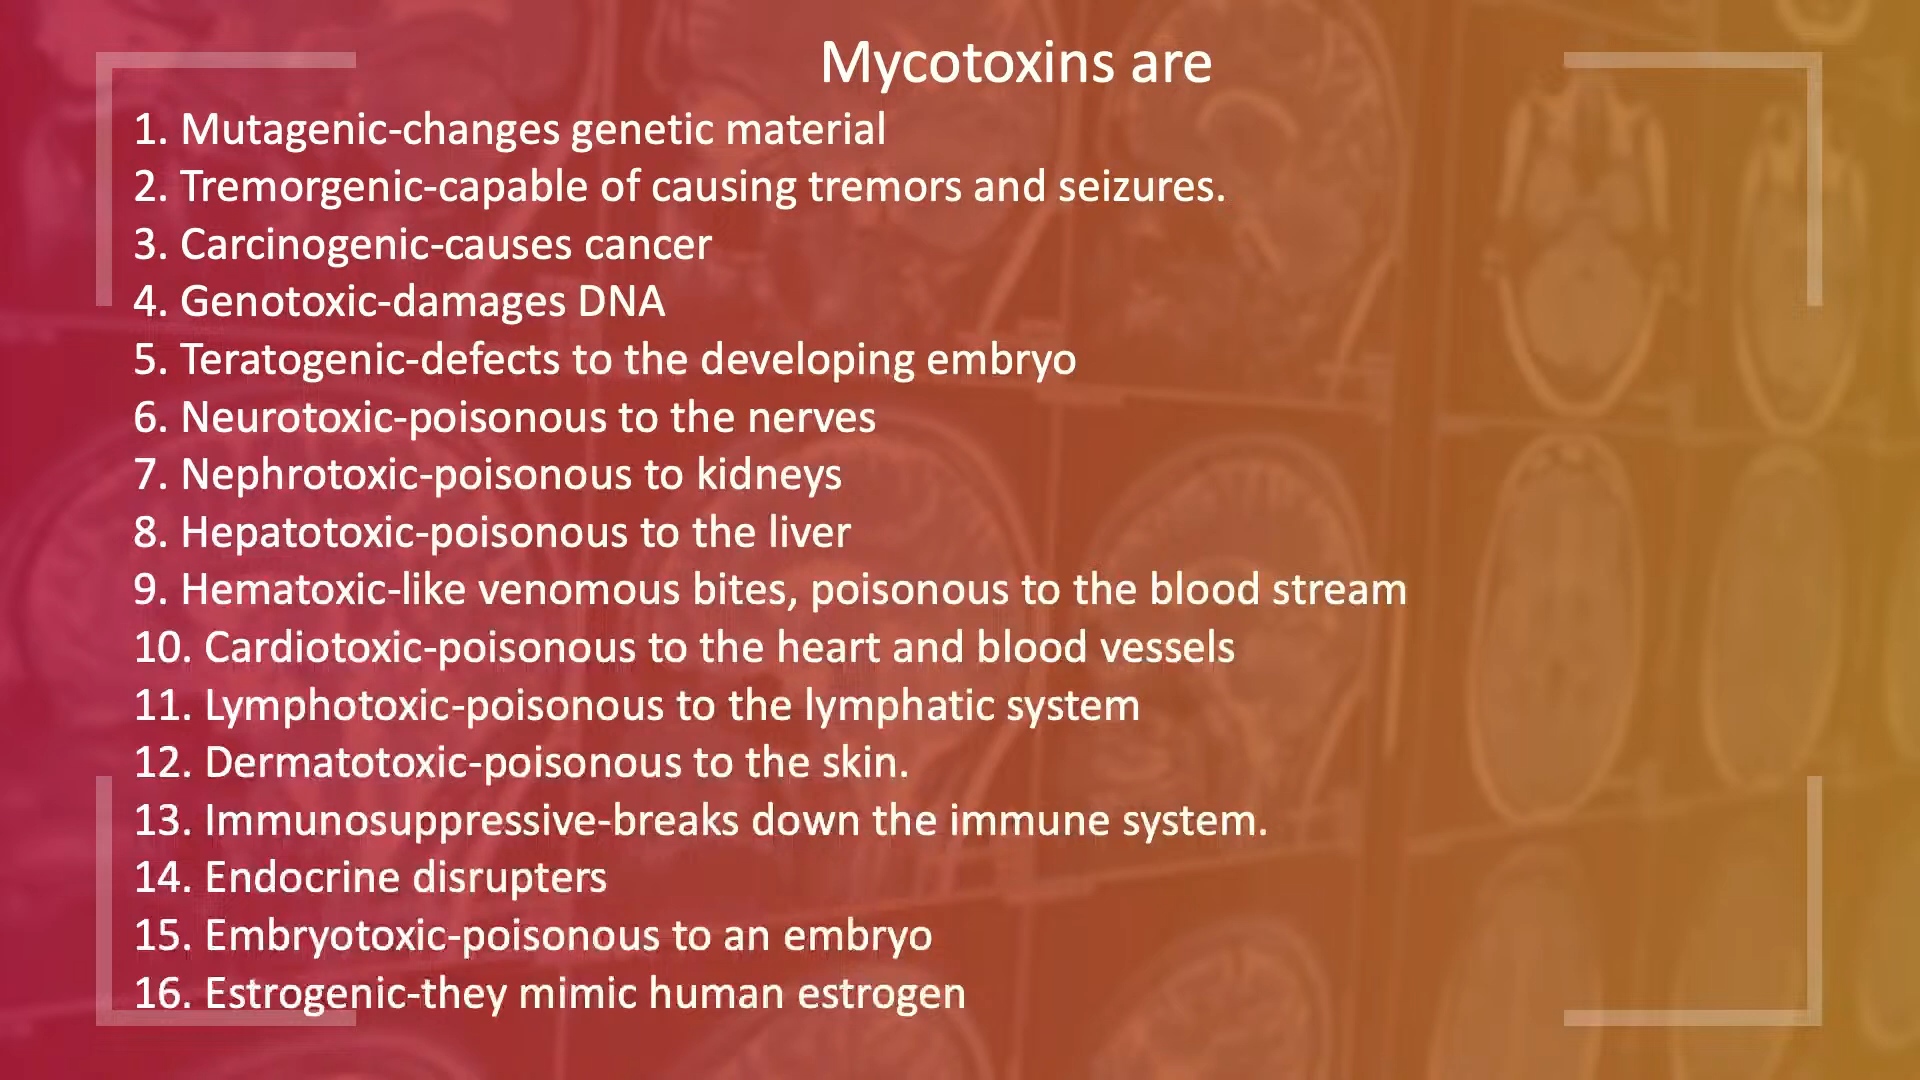 Mycotoxins are
1. Mutagenic-changes genetic material
2. Tremorgenic-capable of causing tremors and seizures.
3. Carcinogenic-causes cancer
4. Genotoxic-damages DNA
5. Teratogenic-defects to the developing embryo
6. Neurotoxic-poisonous to the nerves
7. Nephrotoxic-poisonous to kidneys
8. Hepatotoxic-poisonous to the liver
9. Hematoxic-like venomous bites, poisonous to the blood stream
10. Cardiotoxic-poisonous to the heart and blood vessels
11. Lymphotoxic-poisonous to the lymphatic system
12. Dermatotoxic-poisonous to the skin.
13. Immunosuppressive-breaks down the immune system.
14. Endocrine disrupters
15. Embryotoxic-poisonous to an embryo
16. Estrogenic-they mimic human estrogen